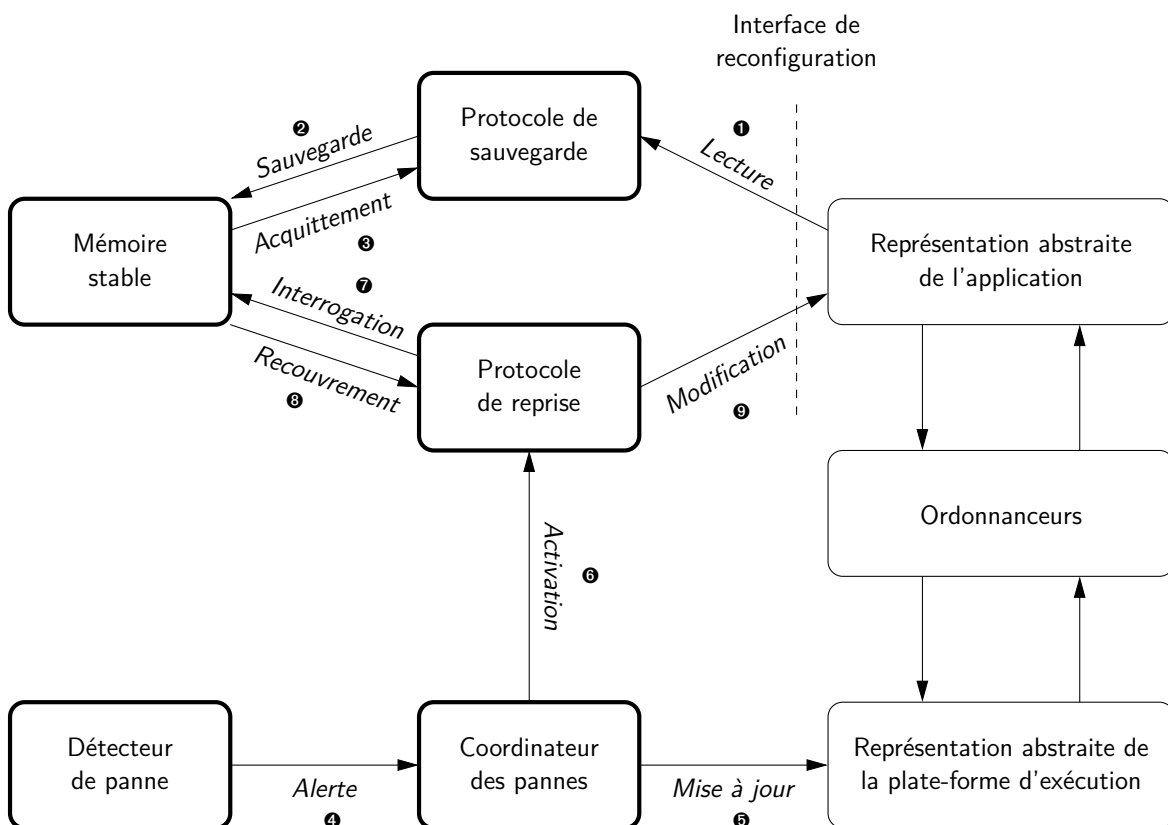 Interface de
reconfiguration
❶
Lecture
Protocole de
sauvegarde
❷
Sauvegarde
Acquittement
❸
Mémoire
stable
Représentation abstraite
de l'application
❼
Interrogation
Recouvrement
❽
Protocole
de reprise
Modification
❾
Ordonnanceurs
Activation
❻
Détecteur
de panne
Alerte
❹
Coordinateur
des pannes
Mise à jour
❺
Représentation abstraite de
la plate-forme d'exécution